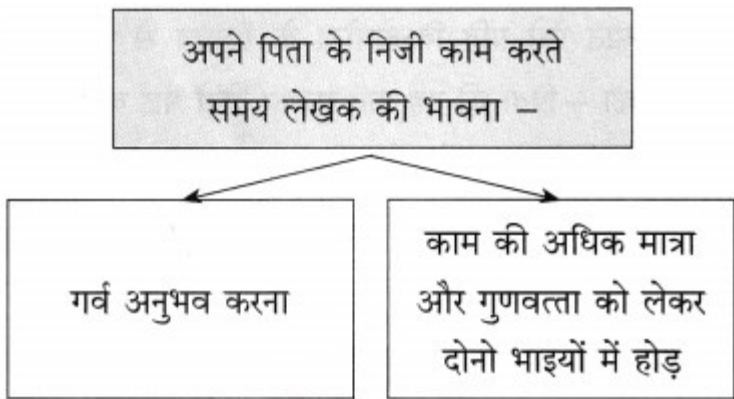 अपने पिता के निजी काम करते
समय लेखक की भावना –
गर्व अनुभव करना
काम की अधिक मात्रा
और गुणवत्ता को लेकर
दोनो भाइयों में होड़